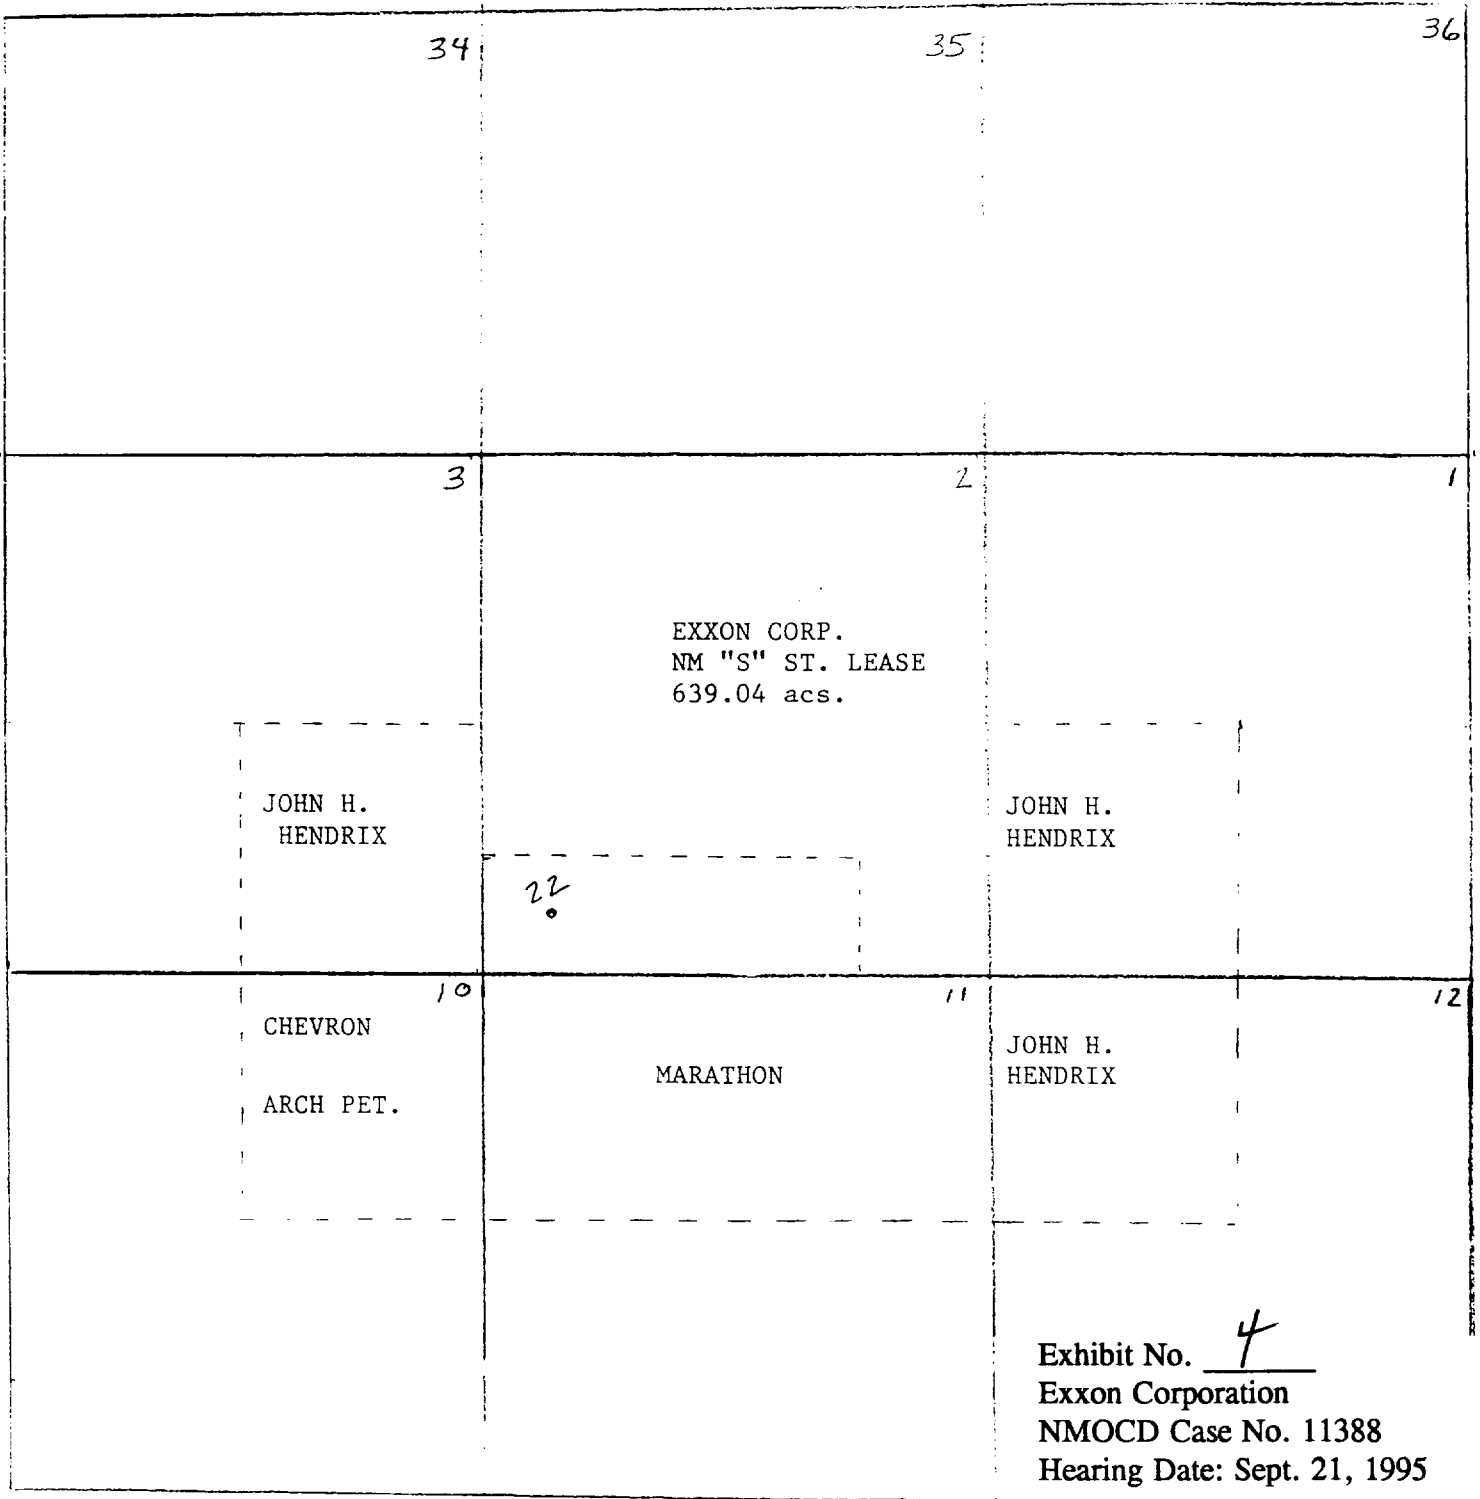 34
35
36
3
2
1
EXXON CORP.
NM "S" ST. LEASE
639.04 acs.
JOHN H.
HENDRIX
JOHN H.
HENDRIX
22
10
11
12
CHEVRON
ARCH PET.
MARATHON
JOHN H.
HENDRIX
Exhibit No. 4
Exxon Corporation
NMOCD Case No. 11388
Hearing Date: Sept. 21, 1995